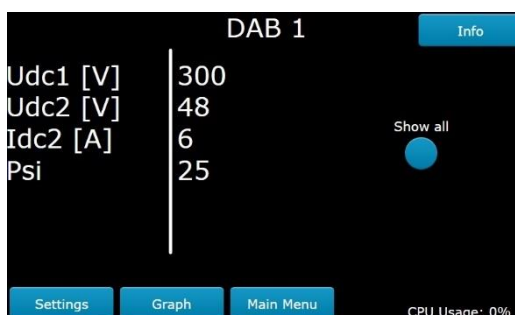 DAB 1
Info
Udc1 [V] 300
Udc2 [V] 48
Idc2 [A] 6
Psi 25
Show all
Settings Graph Main Menu
CPU Usage: 0%